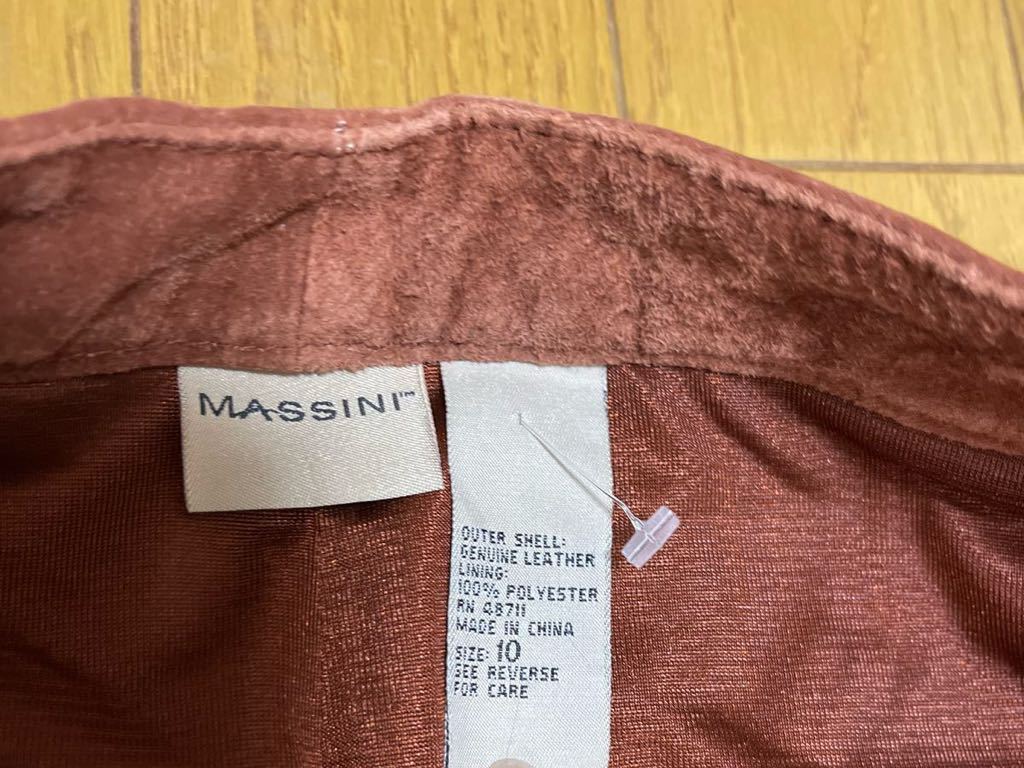 MASSINI™
OUTER SHELL:
GENUINE LEATHER
LINING:
100% POLYESTER
RN 48711
MADE IN CHINA
SIZE: 10
SEE REVERSE
FOR CARE